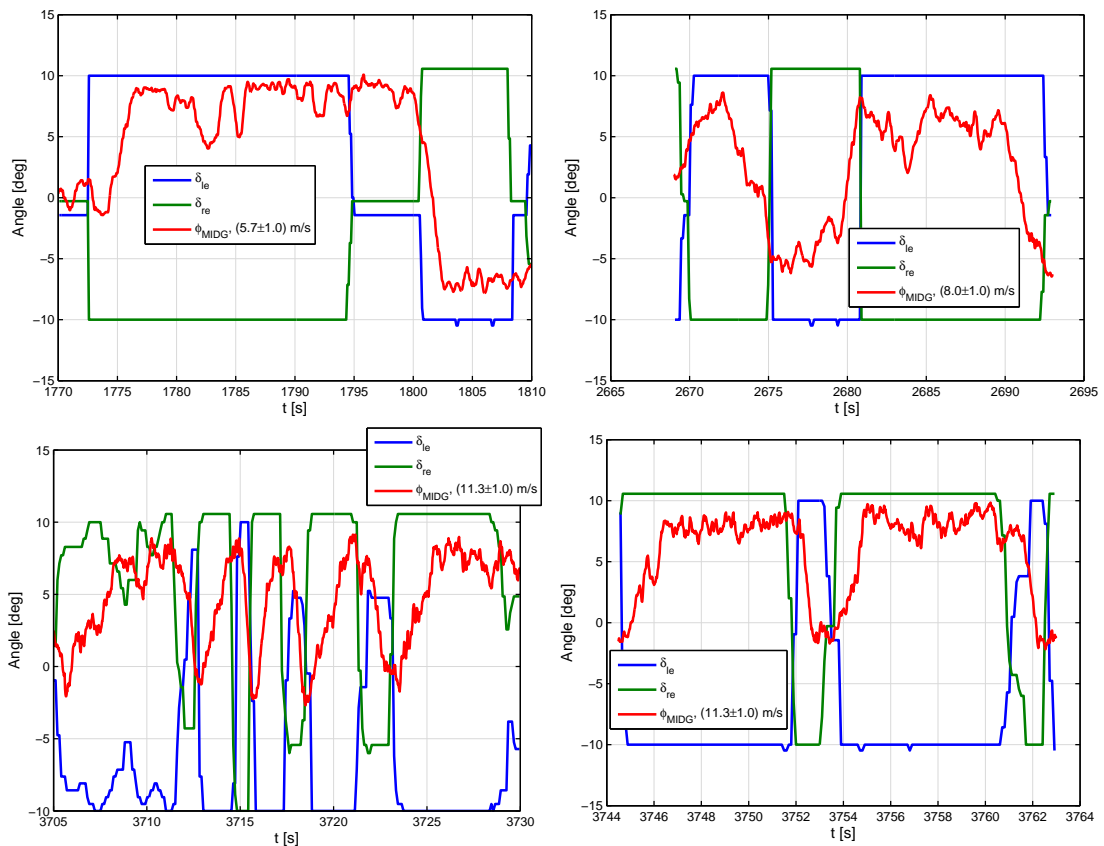 15
10
5
0
−5
−10
−15
Angle [deg]
δle
δre
ϕMIDG, (5.7±1.0) m/s
1770 1775 1780 1785 1790 1795 1800 1805 1810
t [s]
15
10
5
0
−5
−10
−15
Angle [deg]
δle
δre
ϕMIDG, (8.0±1.0) m/s
2665 2670 2675 2680 2685 2690 2695
t [s]
15
10
5
0
−5
−10
Angle [deg]
δle
δre
ϕMIDG, (11.3±1.0) m/s
3705 3710 3715 3720 3725 3730
t [s]
15
10
5
0
−5
−10
−15
Angle [deg]
δle
δre
ϕMIDG, (11.3±1.0) m/s
3744 3746 3748 3750 3752 3754 3756 3758 3760 3762 3764
t [s]